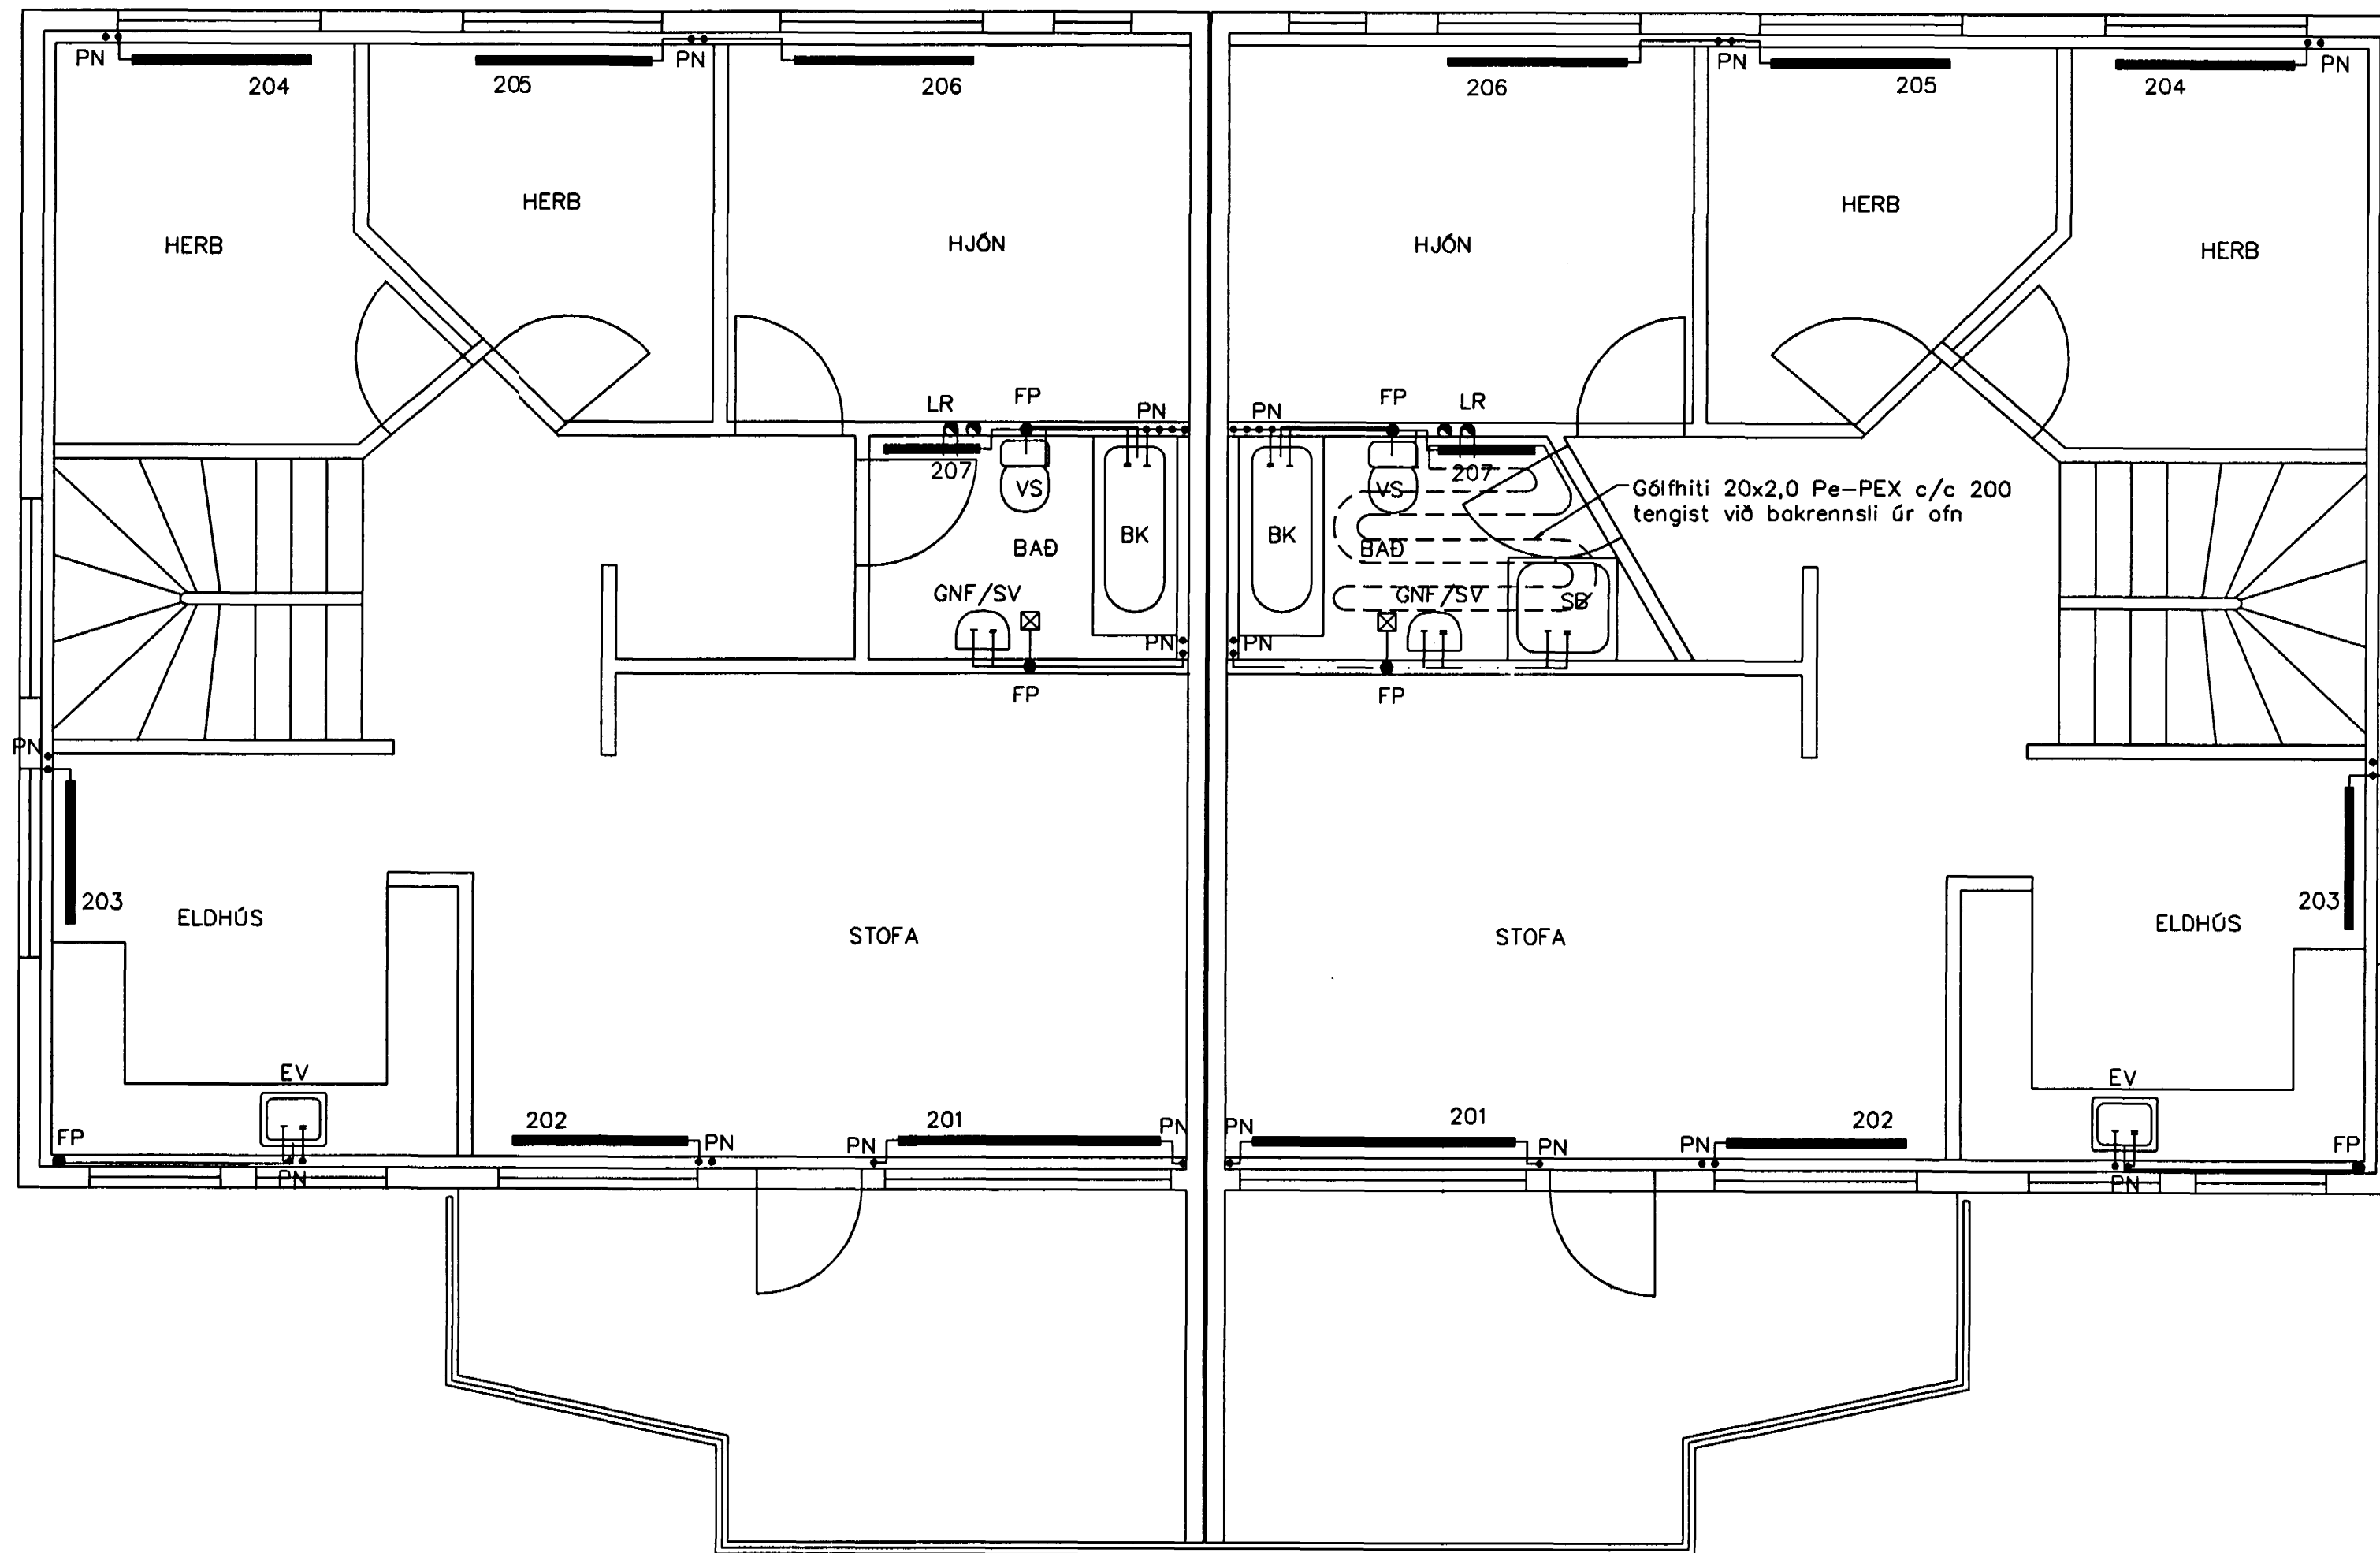 PN
204
205
PN
206
206
PN
205
204
PN
HERB
HERB
HJÓN
HJÓN
HERB
HERB
LR
FP
PN
PN
FP
LR
207
VS
BK
BAÐ
GNF/SV
PN
FP
207
VS
BK
BAÐ
GNF/SV
SB
PN
FP
Gólfhiti 20x2,0 Pe-PEX c/c 200
tengist við bakrennsli úr ofn
PN
203
ELDHÚS
STOFA
STOFA
ELDHÚS
203
EV
FP
PN
202
PN
PN
201
PN
PN
201
PN
PN
202
EV
PN
FP